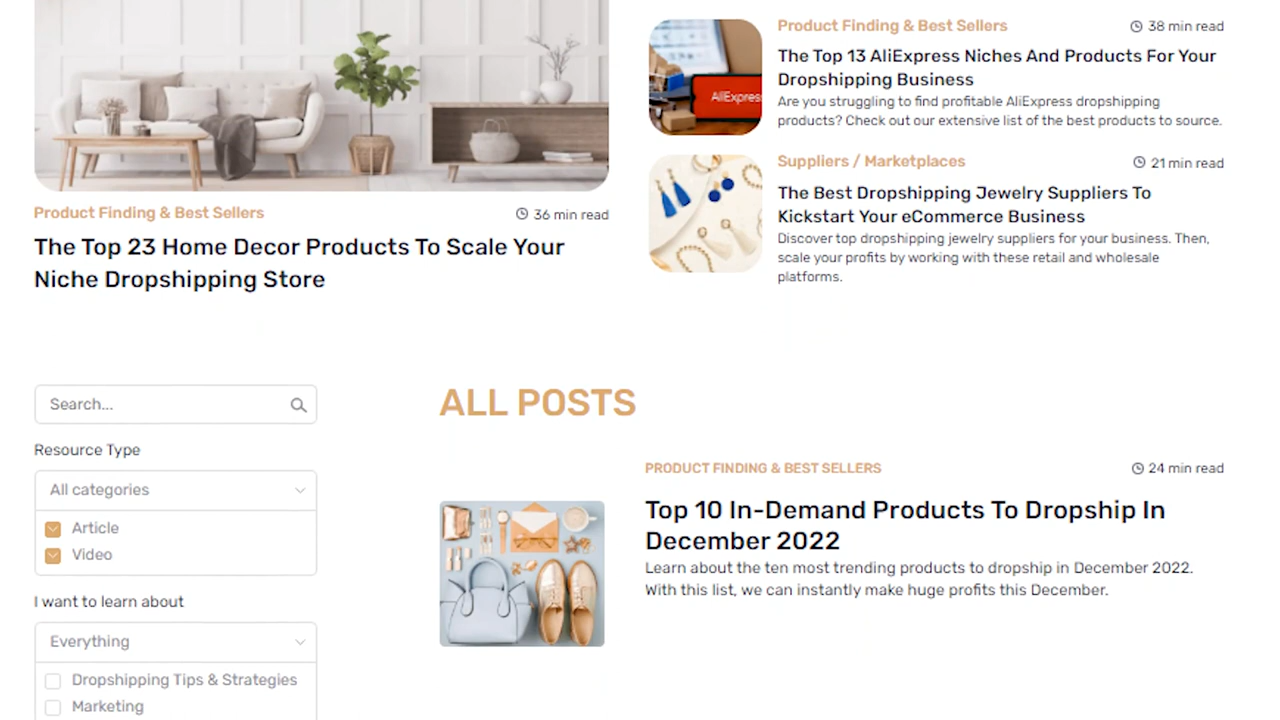 Product Finding & Best Sellers
36 min read
The Top 23 Home Decor Products To Scale Your
Niche Dropshipping Store
AliExpress
Product Finding & Best Sellers
38 min read
The Top 13 AliExpress Niches And Products For Your
Dropshipping Business
Are you struggling to find profitable AliExpress dropshipping
products? Check out our extensive list of the best products to source.
Suppliers / Marketplaces
21 min read
The Best Dropshipping Jewelry Suppliers To
Kickstart Your eCommerce Business
Discover top dropshipping jewelry suppliers for your business. Then,
scale your profits by working with these retail and wholesale
platforms.
Search...
Resource Type
All categories
Article
Video
I want to learn about
Everything
Dropshipping Tips & Strategies
Marketing
ALL POSTS
PRODUCT FINDING & BEST SELLERS
24 min read
Top 10 In-Demand Products To Dropship In
December 2022
Learn about the ten most trending products to dropship in December 2022.
With this list, we can instantly make huge profits this December.